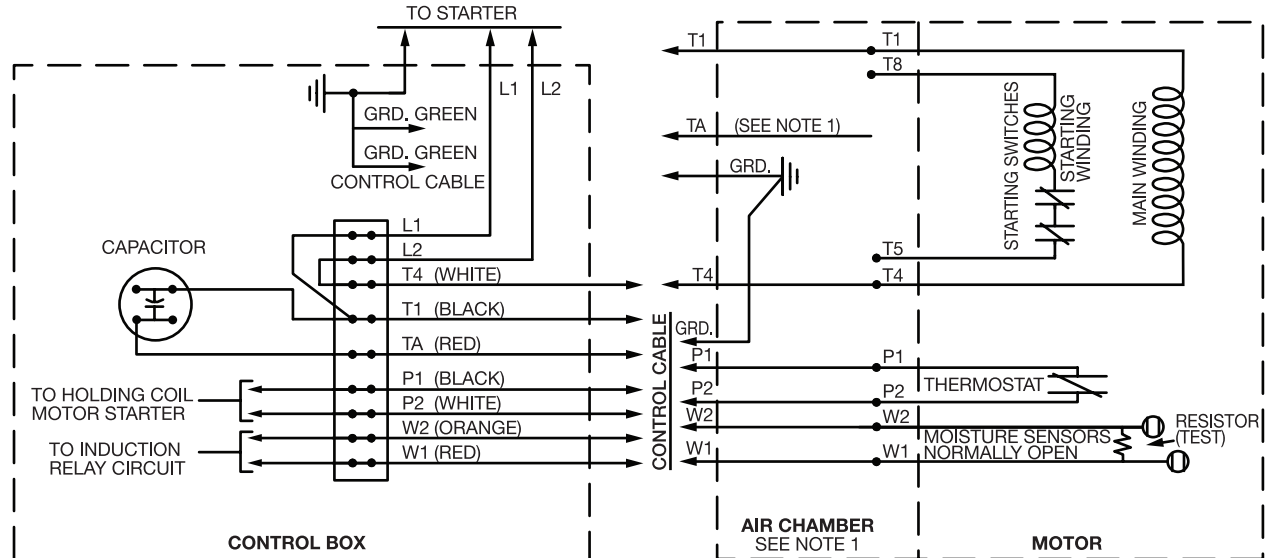 TO STARTER
L1
L2
GRD. GREEN
GRD. GREEN
CONTROL CABLE
CAPACITOR
L1
L2
T4 (WHITE)
T1 (BLACK)
TA (RED)
P1 (BLACK)
P2 (WHITE)
W2 (ORANGE)
W1 (RED)
TO HOLDING COIL
MOTOR STARTER
TO INDUCTION
RELAY CIRCUIT
CONTROL BOX
CONTROL CABLE
T1
T1
T8
TA (SEE NOTE 1)
GRD.
STARTING SWITCHES
STARTING
WINDING
MAIN WINDING
T5
T4
T4
GRD.
P1
P1
THERMOSTAT
P2
P2
W2
W2
MOISTURE SENSORS
NORMALLY OPEN
RESISTOR
(TEST)
W1
W1
AIR CHAMBER
SEE NOTE 1
MOTOR